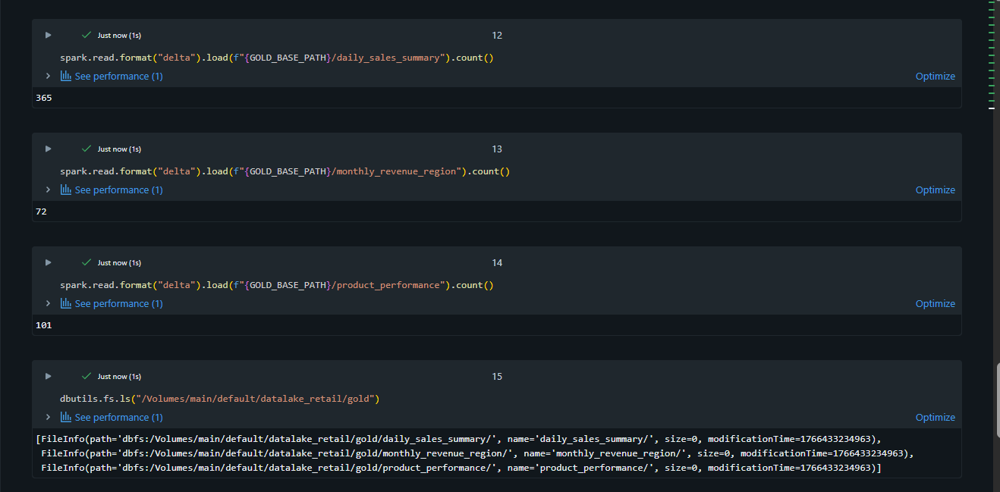 Just now (1s)
12
spark.read.format("delta").load(f"{GOLD_BASE_PATH}/daily_sales_summary").count()
See performance (1)
Optimize
365
Just now (1s)
13
spark.read.format("delta").load(f"{GOLD_BASE_PATH}/monthly_revenue_region").count()
See performance (1)
Optimize
72
Just now (1s)
14
spark.read.format("delta").load(f"{GOLD_BASE_PATH}/product_performance").count()
See performance (1)
Optimize
101
Just now (1s)
15
dbutils.fs.ls("/Volumes/main/default/datalake_retail/gold")
See performance (1)
Optimize
[FileInfo(path='dbfs:/Volumes/main/default/datalake_retail/gold/daily_sales_summary/', name='daily_sales_summary/', size=0, modificationTime=1766433234963),
FileInfo(path='dbfs:/Volumes/main/default/datalake_retail/gold/monthly_revenue_region/', name='monthly_revenue_region/', size=0, modificationTime=1766433234963),
FileInfo(path='dbfs:/Volumes/main/default/datalake_retail/gold/product_performance/', name='product_performance/', size=0, modificationTime=1766433234963)]